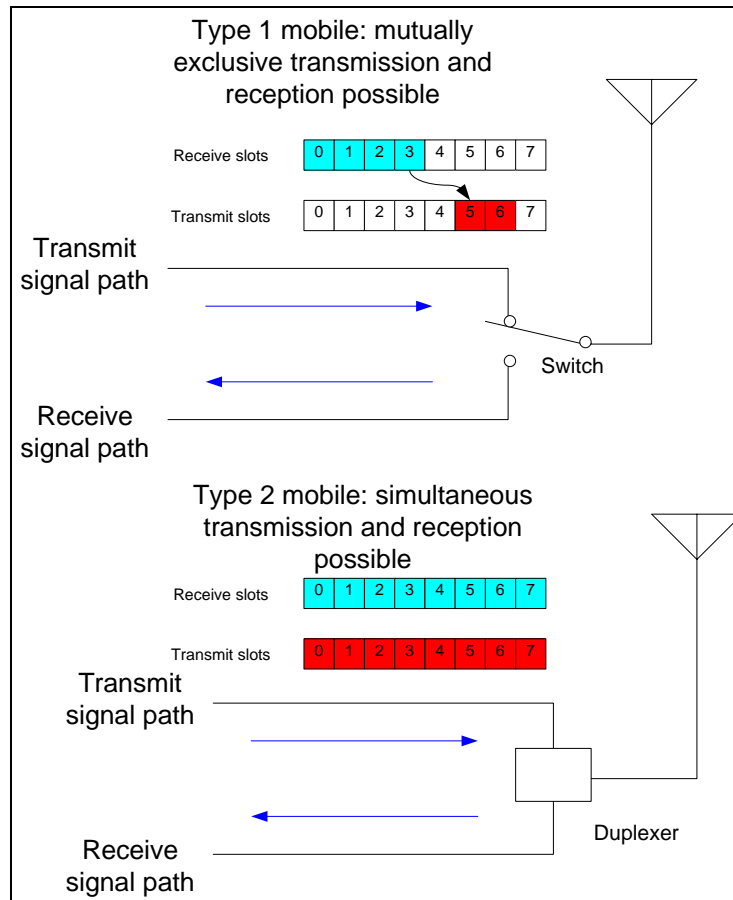 Type 1 mobile: mutually
exclusive transmission and
reception possible
Receive slots 0 1 2 3 4 5 6 7
Transmit slots 0 1 2 3 4 5 6 7
Transmit
signal path
Switch
Receive
signal path
Type 2 mobile: simultaneous
transmission and reception
possible
Receive slots 0 1 2 3 4 5 6 7
Transmit slots 0 1 2 3 4 5 6 7
Transmit
signal path
Duplexer
Receive
signal path